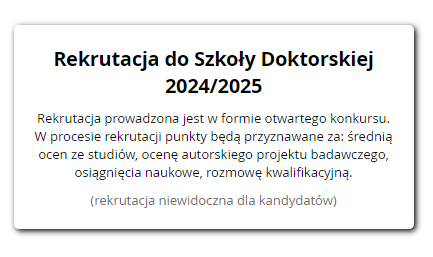 Rekrutacja do Szkoły Doktorskiej
2024/2025
Rekrutacja prowadzona jest w formie otwartego konkursu.
W procesie rekrutacji punkty będą przyznawane za: średnią
ocen ze studiów, ocenę autorskiego projektu badawczego,
osiągnięcia naukowe, rozmowę kwalifikacyjną.
(rekrutacja niewidoczna dla kandydatów)